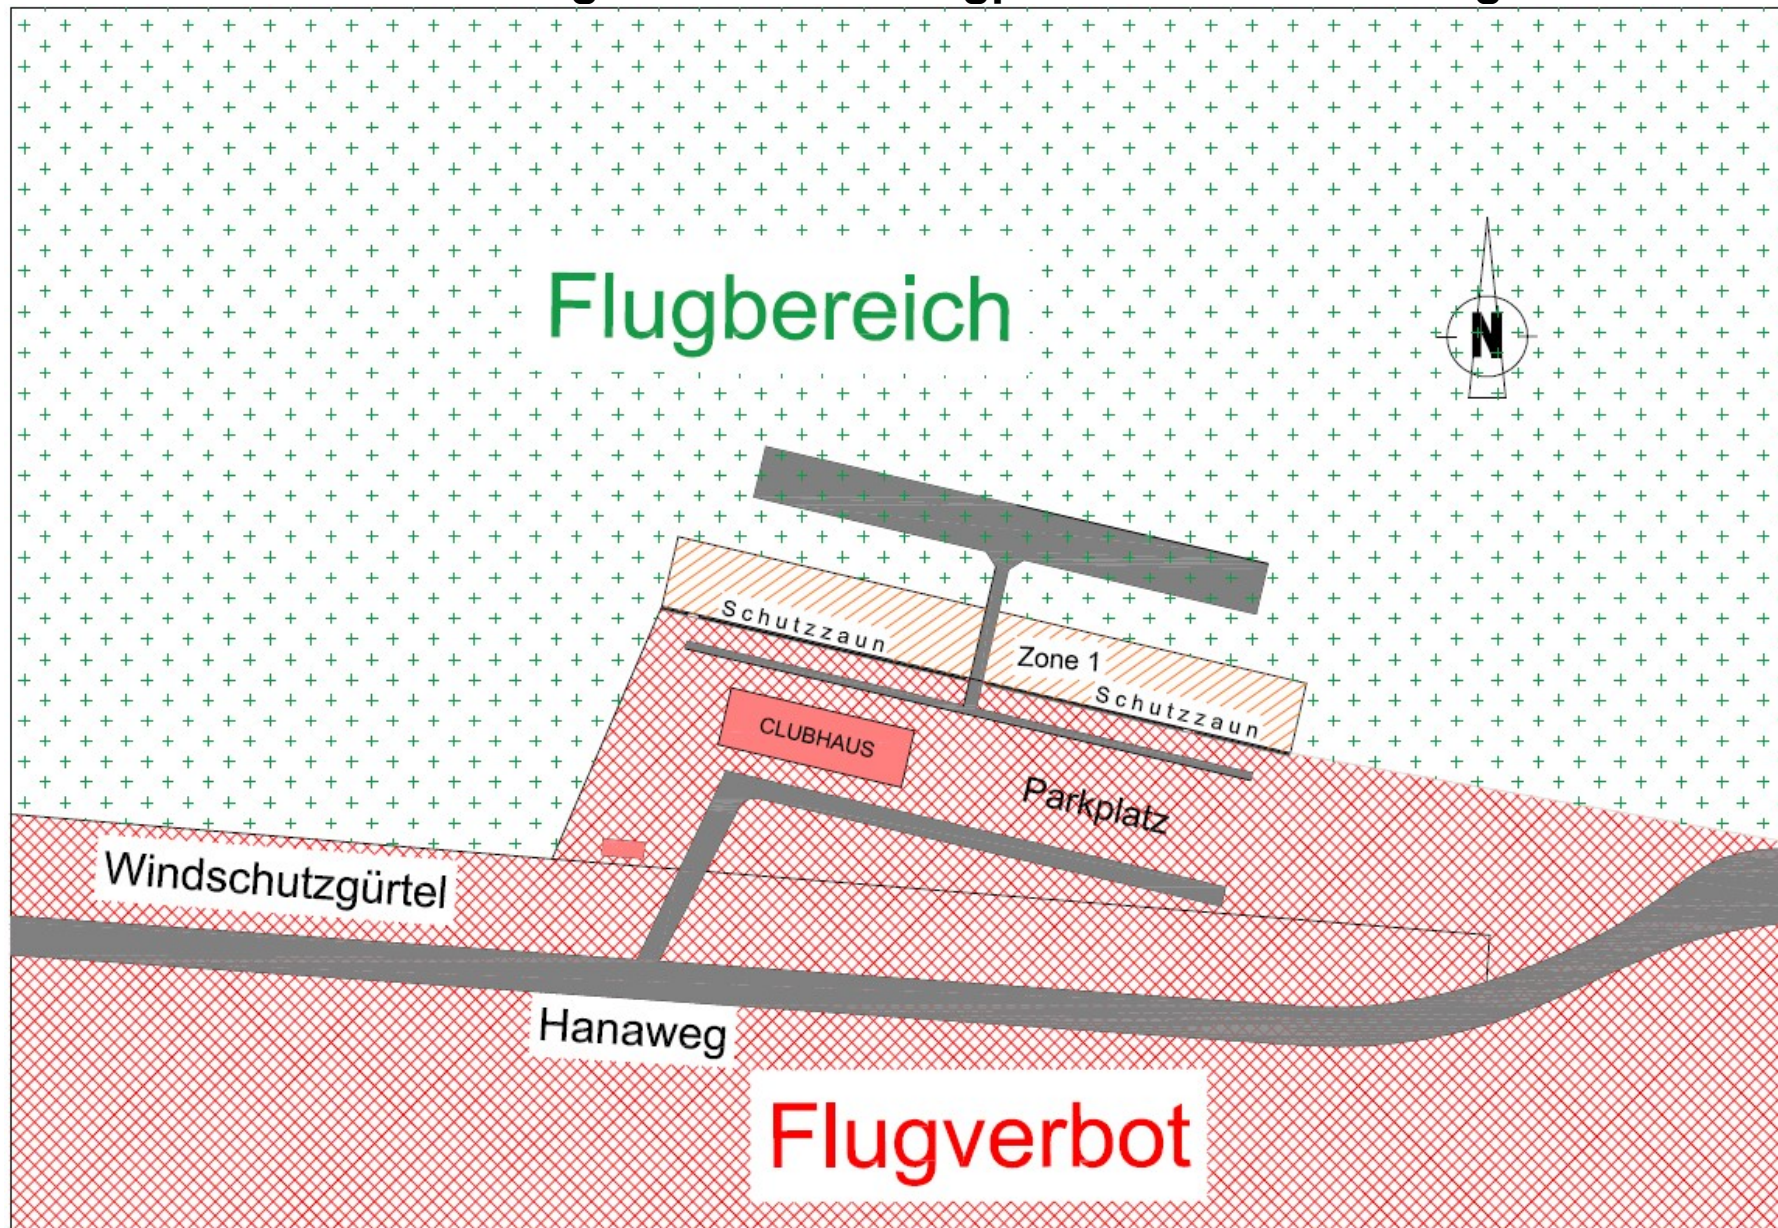 Flugbereich
N
Schutzzaun
Zone 1
Schutzzaun
CLUBHAUS
Parkplatz
Windschutzgürtel
Hanaweg
Flugverbot